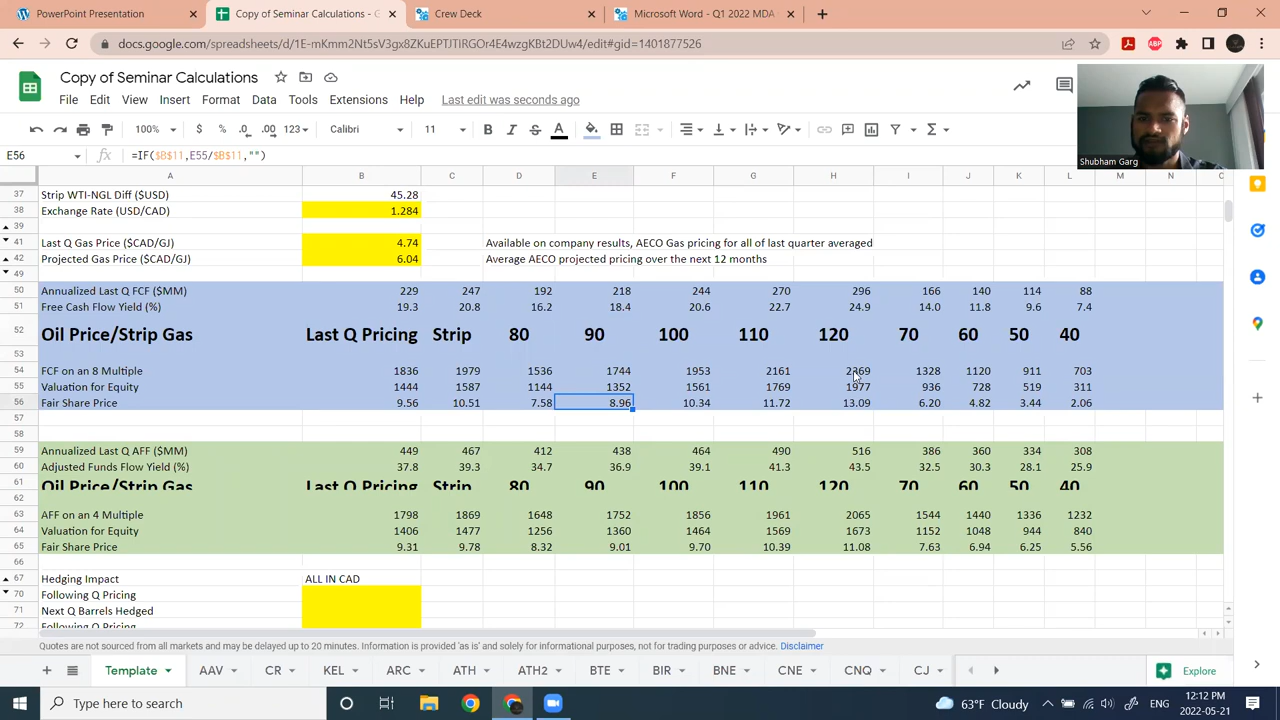 WordPress Presentation
Copy of Seminar Calculations - G
Crew Deck
Microsoft Word - Q1 2022 MDA
docs.google.com/spreadsheets/d/1E-mKmm2Nt5sV3gx8ZkvEPTIFIRGOr4E4wzgKN2DUw4/edit#gid=1401877526
Copy of Seminar Calculations
File Edit View Insert Format Data Tools Extensions Help Last edit was seconds ago
100% $ % .0 .00 123 Calibri 11 B I S A
E56 fx =IF($B$11,E55/$B$11,"")
Shubham Garg
A B C D E F G H I J K L M N O
37 Strip WTI-NGL Diff ($USD) 45.28
38 Exchange Rate (USD/CAD) 1.284
39
41 Last Q Gas Price ($CAD/GJ) 4.74 Available on company results, AECO Gas pricing for all of last quarter averaged
42 Projected Gas Price ($CAD/GJ) 6.04 Average AECO projected pricing over the next 12 months
49
50 Annualized Last Q FCF ($MM) 229 247 192 218 244 270 296 166 140 114 88
51 Free Cash Flow Yield (%) 19.3 20.8 16.2 18.4 20.6 22.7 24.9 14.0 11.8 9.6 7.4
52 Oil Price/Strip Gas Last Q Pricing Strip 80 90 100 110 120 70 60 50 40
53
54 FCF on an 8 Multiple 1836 1979 1536 1744 1953 2161 2369 1328 1120 911 703
55 Valuation for Equity 1444 1587 1144 1352 1561 1769 1977 936 728 519 311
56 Fair Share Price 9.56 10.51 7.58 8.96 10.34 11.72 13.09 6.20 4.82 3.44 2.06
57
58
59 Annualized Last Q AFF ($MM) 449 467 412 438 464 490 516 386 360 334 308
60 Adjusted Funds Flow Yield (%) 37.8 39.3 34.7 36.9 39.1 41.3 43.5 32.5 30.3 28.1 25.9
61 Oil Price/Strip Gas Last Q Pricing Strip 80 90 100 110 120 70 60 50 40
62
63 AFF on an 4 Multiple 1798 1869 1648 1752 1856 1961 2065 1544 1440 1336 1232
64 Valuation for Equity 1406 1477 1256 1360 1464 1569 1673 1152 1048 944 840
65 Fair Share Price 9.31 9.78 8.32 9.01 9.70 10.39 11.08 7.63 6.94 6.25 5.56
66
67 Hedging Impact ALL IN CAD
70 Following Q Pricing
71 Next Q Barrels Hedged
72 Following Q Pricing
Quotes are not sourced from all markets and may be delayed up to 20 minutes. Information is provided 'as is' and solely for informational purposes, not for trading purposes or advice. Disclaimer
Template AAV CR KEL ARC ATH ATH2 BTE BIR BNE CNE CNQ CJ Explore
Type here to search
63°F Cloudy ENG 12:12 PM 2022-05-21